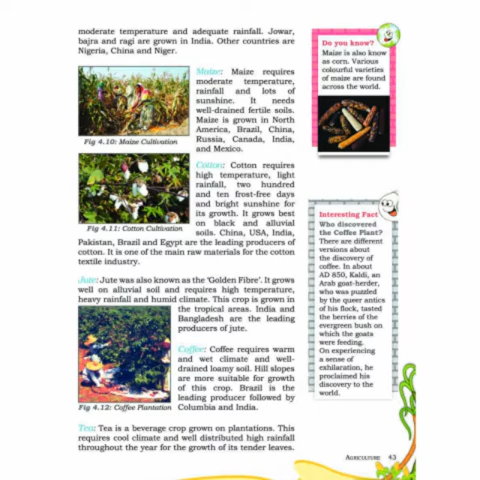 moderate temperature and adequate rainfall. Jowar,
bajra and ragi are grown in India. Other countries are
Nigeria, China and Niger.
Maize: Maize requires
moderate temperature,
rainfall and lots of
sunshine. It needs
well-drained fertile soils.
Maize is grown in North
America, Brazil, China,
Russia, Canada, India,
and Mexico.
Fig 4.10: Maize Cultivation
Cotton: Cotton requires
high temperature, light
rainfall, two hundred
and ten frost-free days
and bright sunshine for
its growth. It grows best
on black and alluvial
soils. China, USA, India,
Fig 4.11: Cotton Cultivation
Pakistan, Brazil and Egypt are the leading producers of
cotton. It is one of the main raw materials for the cotton
textile industry.
Jute: Jute was also known as the ‘Golden Fibre’. It grows
well on alluvial soil and requires high temperature,
heavy rainfall and humid climate. This crop is grown in
the tropical areas. India and
Bangladesh are the leading
producers of jute.
Coffee: Coffee requires warm
and wet climate and well-
drained loamy soil. Hill slopes
are more suitable for growth
of this crop. Brazil is the
leading producer followed by
Columbia and India.
Fig 4.12: Coffee Plantation
Tea: Tea is a beverage crop grown on plantations. This
requires cool climate and well distributed high rainfall
throughout the year for the growth of its tender leaves.
Do you know?
Maize is also know
as corn. Various
colourful varieties
of maize are found
across the world.
Interesting Fact
Who discovered
the Coffee Plant?
There are different
versions about
the discovery of
coffee. In about
AD 850, Kaldi, an
Arab goat-herder,
who was puzzled
by the queer antics
of his flock, tasted
the berries of the
evergreen bush on
which the goats
were feeding.
On experiencing
a sense of
exhilaration, he
proclaimed his
discovery to the
world.
AGRICULTURE 43